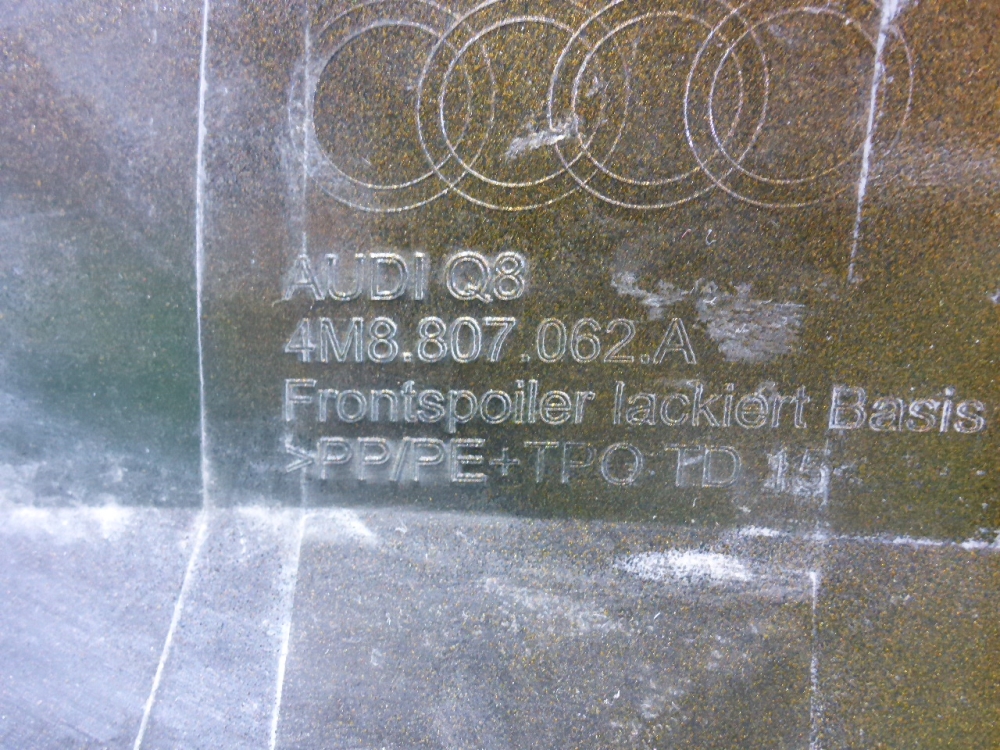 AUDI Q8
4M8.807.062.A
Frontspoiler lackiert Basis
>PP/PE+TPO TD 15